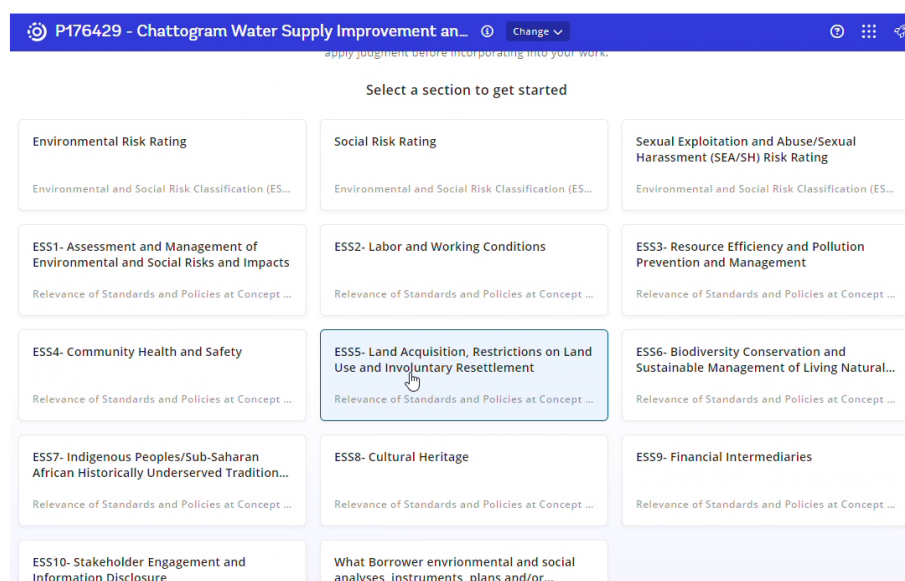 P176429 - Chattogram Water Supply Improvement an... Change
apply judgment before incorporating into your work.
Select a section to get started
Environmental Risk Rating
Environmental and Social Risk Classification (ES...
Social Risk Rating
Environmental and Social Risk Classification (ES...
Sexual Exploitation and Abuse/Sexual
Harassment (SEA/SH) Risk Rating
Environmental and Social Risk Classification (ES...
ESS1- Assessment and Management of
Environmental and Social Risks and Impacts
Relevance of Standards and Policies at Concept ...
ESS2- Labor and Working Conditions
Relevance of Standards and Policies at Concept ...
ESS3- Resource Efficiency and Pollution
Prevention and Management
Relevance of Standards and Policies at Concept ...
ESS4- Community Health and Safety
Relevance of Standards and Policies at Concept ...
ESS5- Land Acquisition, Restrictions on Land
Use and Involuntary Resettlement
Relevance of Standards and Policies at Concept ...
ESS6- Biodiversity Conservation and
Sustainable Management of Living Natural...
Relevance of Standards and Policies at Concept ...
ESS7- Indigenous Peoples/Sub-Saharan
African Historically Underserved Tradition...
Relevance of Standards and Policies at Concept ...
ESS8- Cultural Heritage
Relevance of Standards and Policies at Concept ...
ESS9- Financial Intermediaries
Relevance of Standards and Policies at Concept ...
ESS10- Stakeholder Engagement and
Information Disclosure
What Borrower envrionmental and social
analyses, instruments, plans and/or...